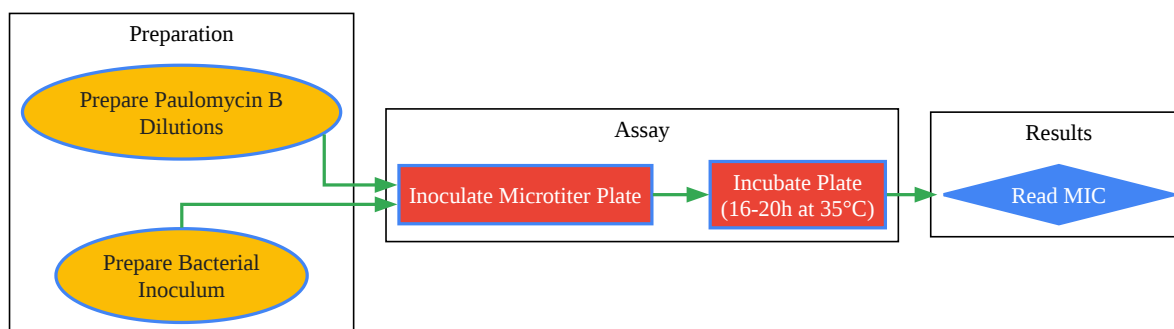 Preparation
Prepare Paulomycin B
Dilutions
Prepare Bacterial
Inoculum
Assay
Inoculate Microtiter Plate
Incubate Plate
(16-20h at 35°C)
Results
Read MIC